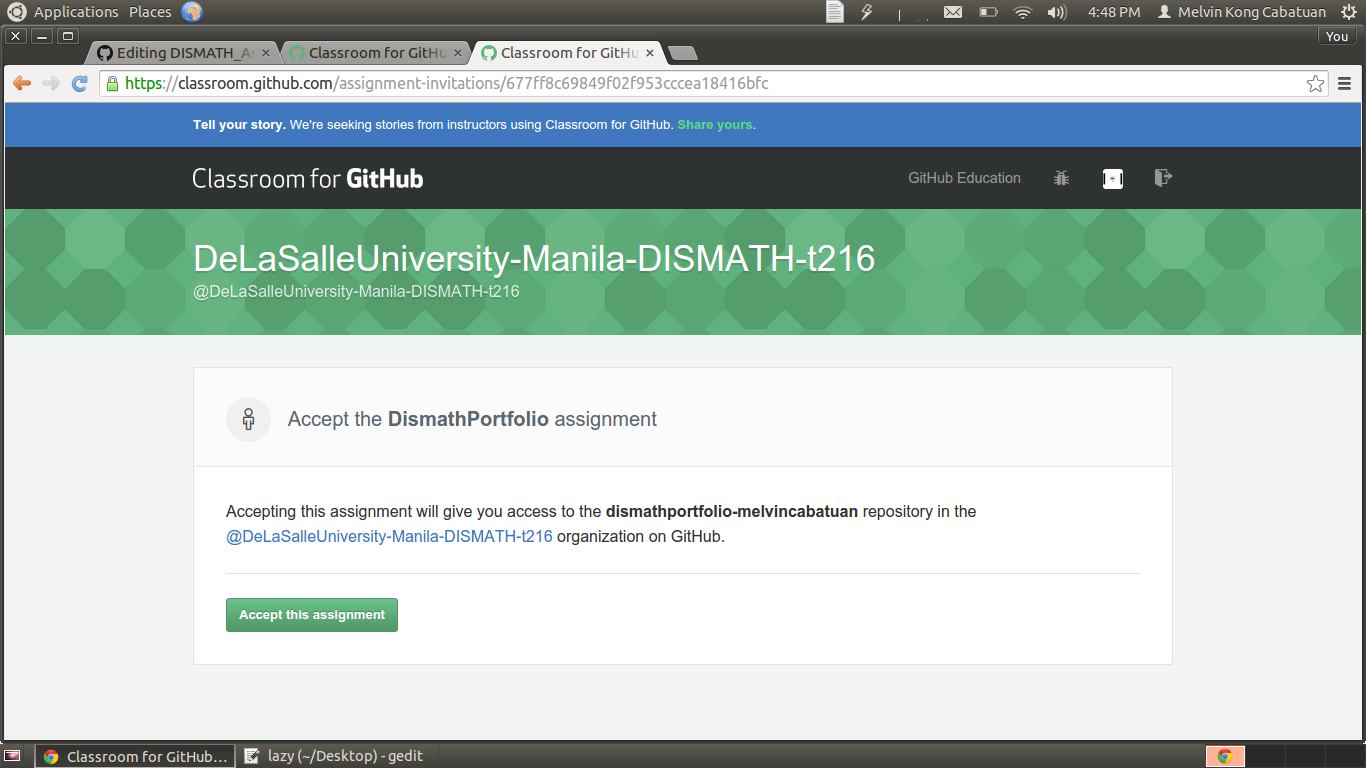 Applications Places 4:48 PM Melvin Kong Cabatuan
You
Editing DISMATH_A Classroom for GitHu Classroom for GitHu
https://classroom.github.com/assignment-invitations/677ff8c69849f02f953cccea18416bfc
Tell your story. We're seeking stories from instructors using Classroom for GitHub. Share yours.
Classroom for GitHub GitHub Education
DeLaSalleUniversity-Manila-DISMATH-t216
@DeLaSalleUniversity-Manila-DISMATH-t216
Accept the DismathPortfolio assignment
Accepting this assignment will give you access to the dismathportfolio-melvincabatuan repository in the
@DeLaSalleUniversity-Manila-DISMATH-t216 organization on GitHub.
Accept this assignment
Classroom for GitHub... lazy (~/Desktop) - gedit